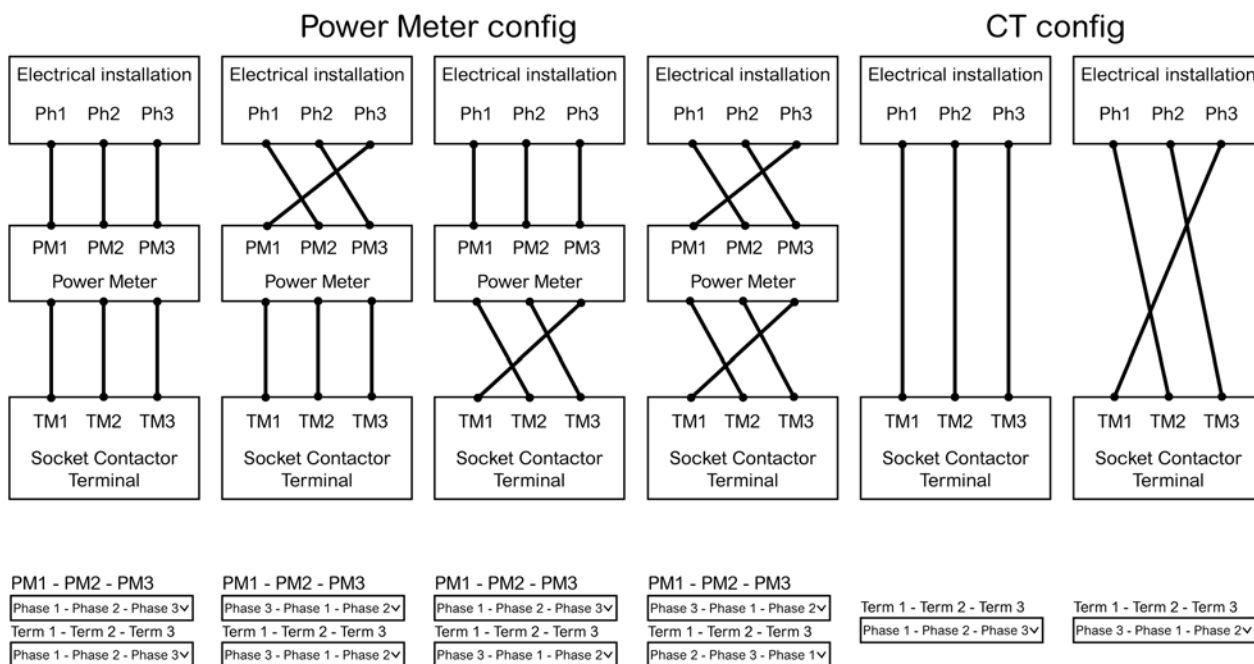 Power Meter config
CT config
Electrical installation
Ph1 Ph2 Ph3
PM1 PM2 PM3
Power Meter
TM1 TM2 TM3
Socket Contactor
Terminal
PM1 - PM2 - PM3
Phase 1 - Phase 2 - Phase 3
Term 1 - Term 2 - Term 3
Phase 1 - Phase 2 - Phase 3
Electrical installation
Ph1 Ph2 Ph3
PM1 PM2 PM3
Power Meter
TM1 TM2 TM3
Socket Contactor
Terminal
PM1 - PM2 - PM3
Phase 3 - Phase 1 - Phase 2
Term 1 - Term 2 - Term 3
Phase 3 - Phase 1 - Phase 2
Electrical installation
Ph1 Ph2 Ph3
PM1 PM2 PM3
Power Meter
TM1 TM2 TM3
Socket Contactor
Terminal
PM1 - PM2 - PM3
Phase 1 - Phase 2 - Phase 3
Term 1 - Term 2 - Term 3
Phase 3 - Phase 1 - Phase 2
Electrical installation
Ph1 Ph2 Ph3
PM1 PM2 PM3
Power Meter
TM1 TM2 TM3
Socket Contactor
Terminal
PM1 - PM2 - PM3
Phase 3 - Phase 1 - Phase 2
Term 1 - Term 2 - Term 3
Phase 2 - Phase 3 - Phase 1
Electrical installation
Ph1 Ph2 Ph3
TM1 TM2 TM3
Socket Contactor
Terminal
Term 1 - Term 2 - Term 3
Phase 1 - Phase 2 - Phase 3
Electrical installation
Ph1 Ph2 Ph3
TM1 TM2 TM3
Socket Contactor
Terminal
Term 1 - Term 2 - Term 3
Phase 3 - Phase 1 - Phase 2